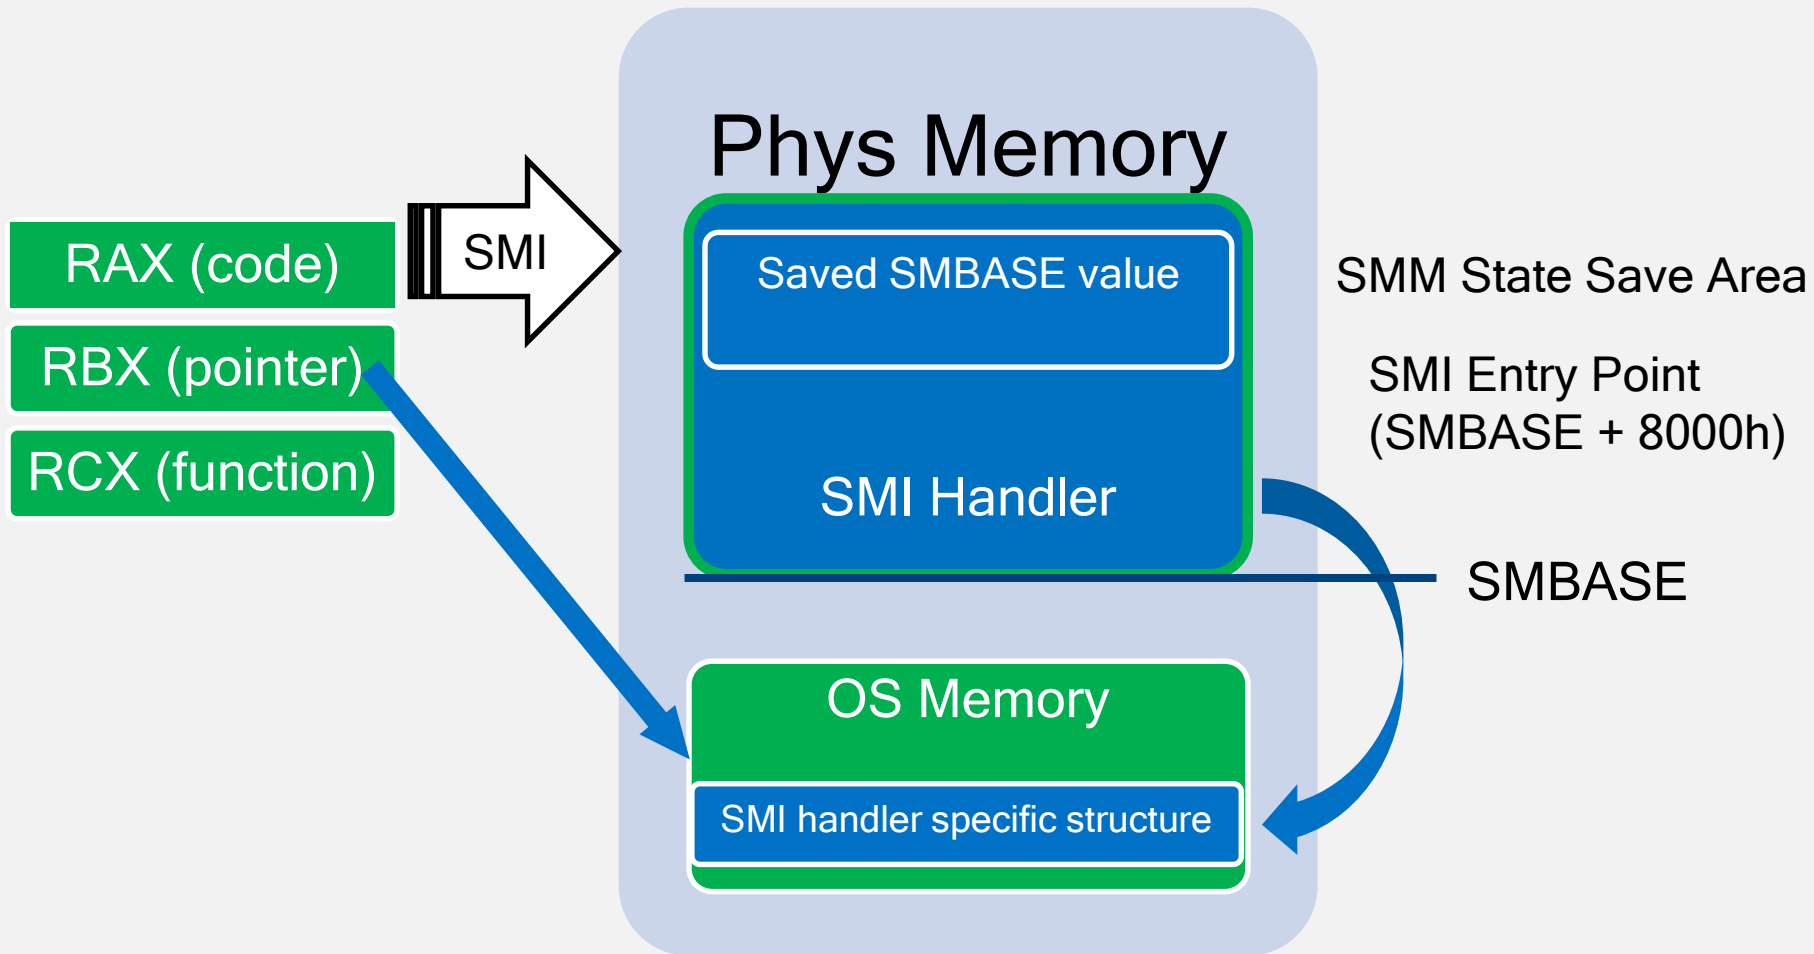 Phys Memory
RAX (code)
RBX (pointer)
RCX (function)
SMI
Saved SMBASE value
SMI Handler
SMM State Save Area
SMI Entry Point
(SMBASE + 8000h)
SMBASE
OS Memory
SMI handler specific structure